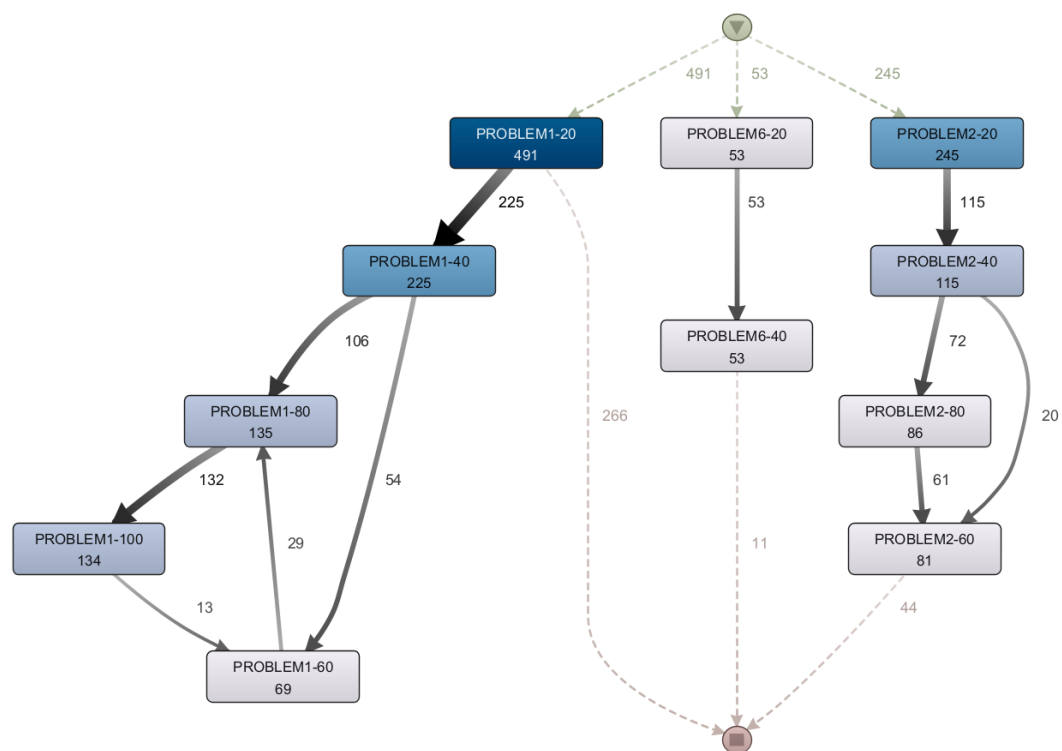 491
53
245
PROBLEM1-20
491
PROBLEM6-20
53
PROBLEM2-20
245
225
53
115
PROBLEM1-40
225
PROBLEM2-40
115
106
72
PROBLEM6-40
53
PROBLEM1-80
135
266
PROBLEM2-80
86
20
132
54
61
PROBLEM1-100
134
29
11
PROBLEM2-60
81
13
44
PROBLEM1-60
69